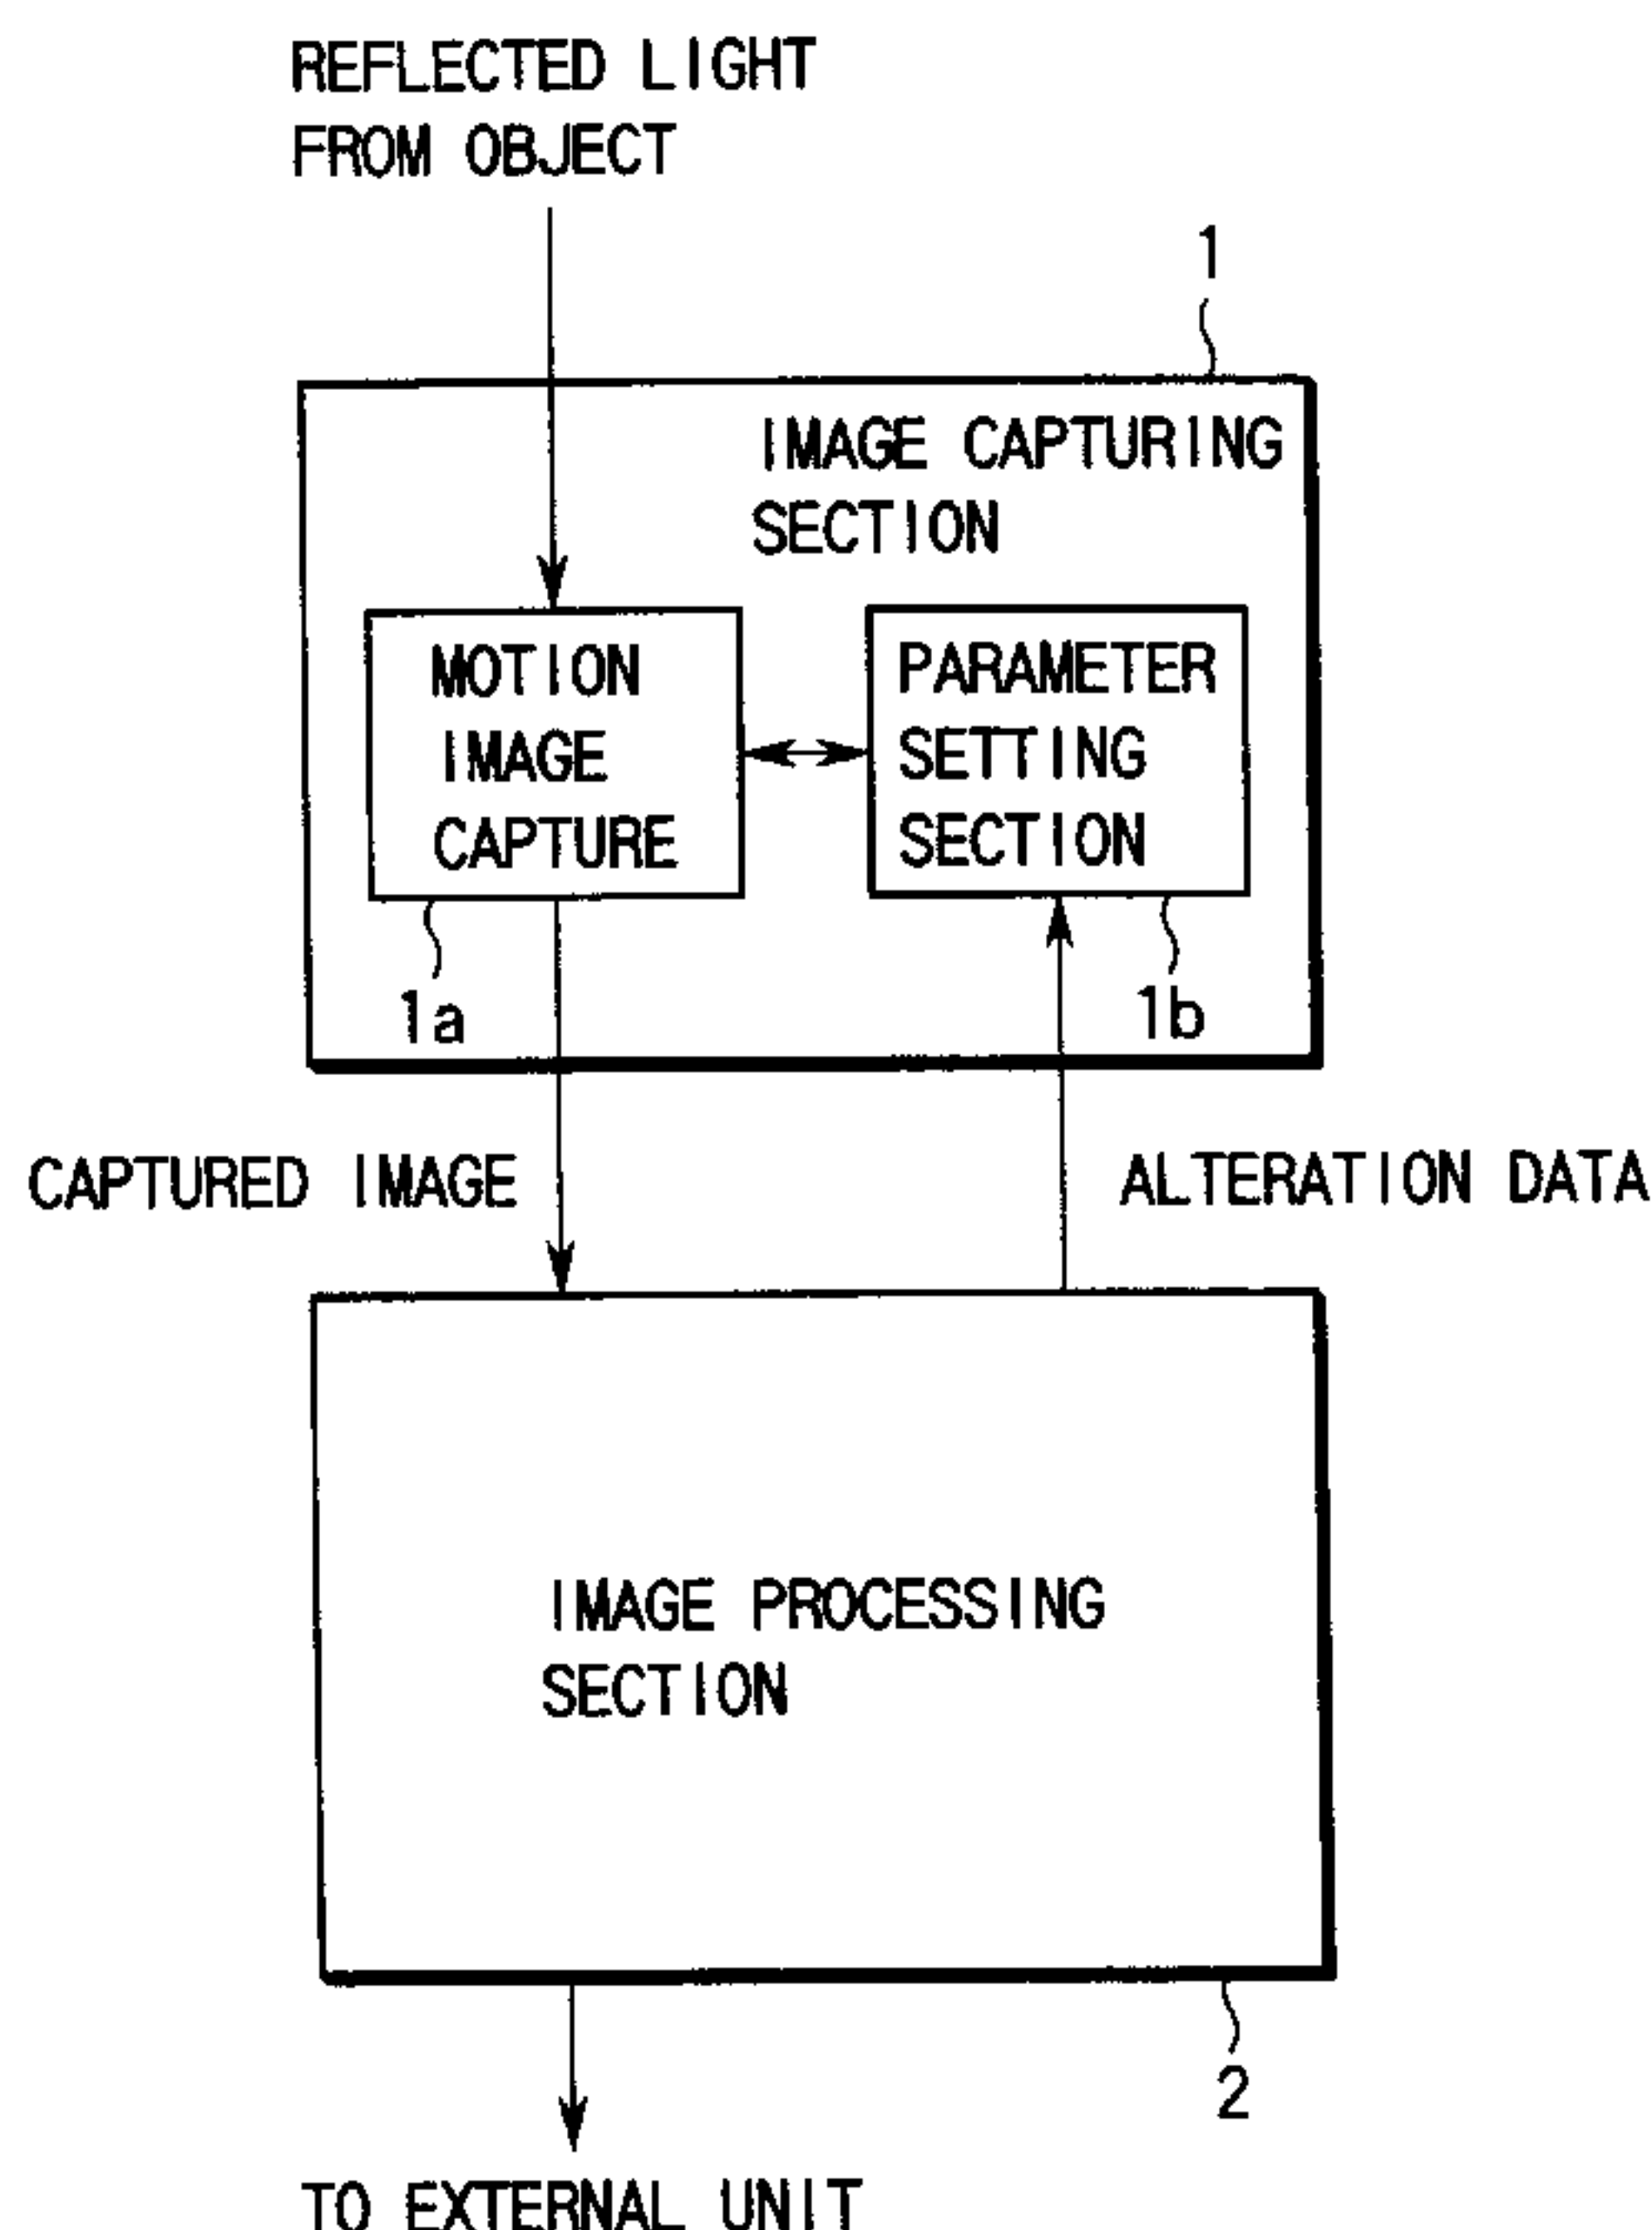 REFLECTED LIGHT
FROM OBJECT
1
IMAGE CAPTURING
SECTION
MOTION
IMAGE
CAPTURE
PARAMETER
SETTING
SECTION
1a
1b
CAPTURED IMAGE
ALTERATION DATA
IMAGE PROCESSING
SECTION
2
TO EXTERNAL UNIT